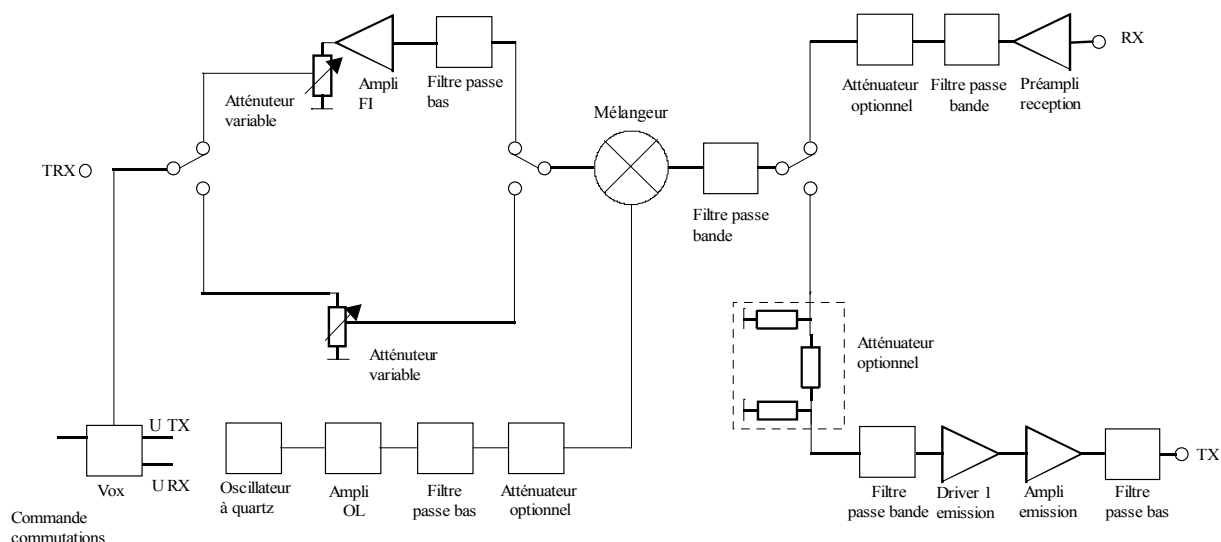 Atténuteur
variable
Ampli
FI
Filtre passe
bas
Mélangeur
Atténuateur
optionnel
Filtre passe
bande
Préampli
reception
RX
TRX
Filtre passe
bande
Atténuteur
variable
Atténuateur
optionnel
U TX
U RX
Vox
Commande
commutations
Oscillateur
à quartz
Ampli
OL
Filtre
passe bas
Atténuateur
optionnel
Filtre
passe bande
Driver 1
emission
Ampli
emission
Filtre
passe bas
TX